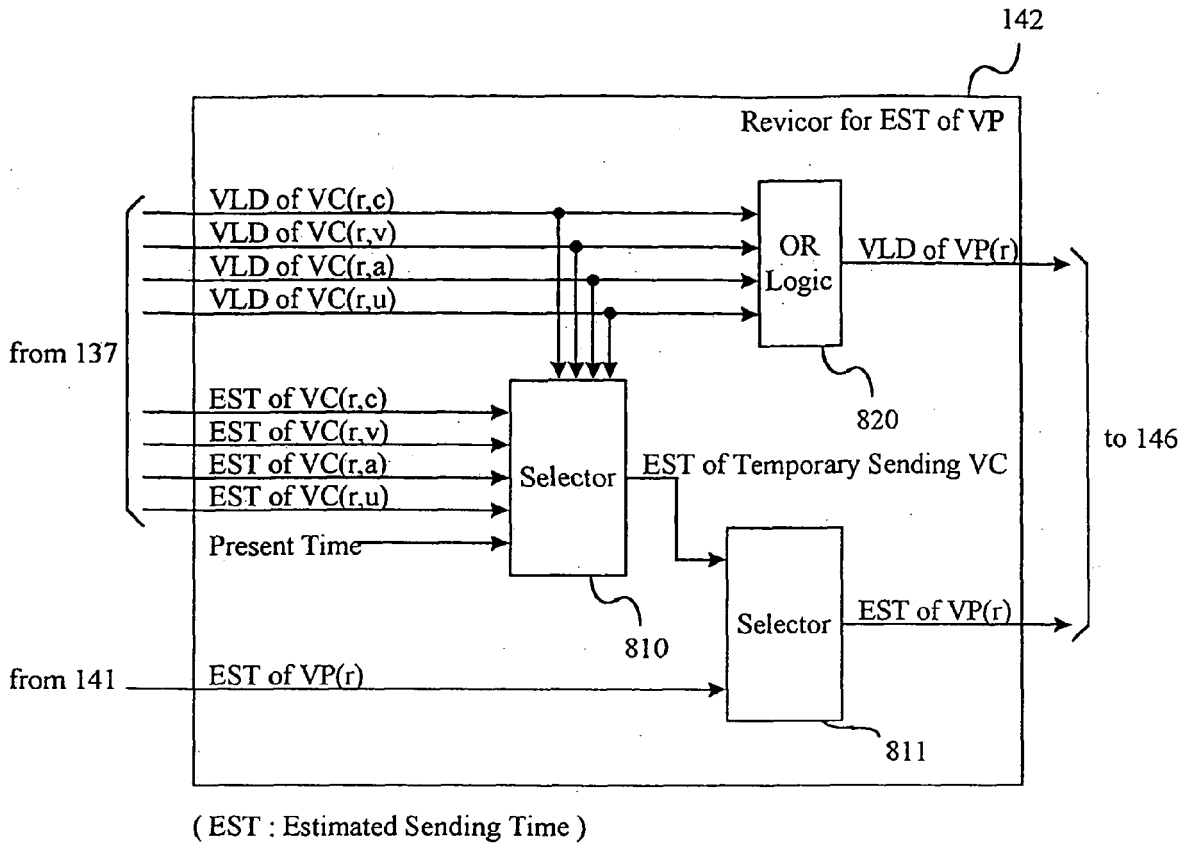 142
Revicor for EST of VP
VLD of VC(r,c)
VLD of VC(r,v)
VLD of VC(r,a)
VLD of VC(r,u)
OR
Logic
VLD of VP(r)
from 137
820
to 146
EST of VC(r,c)
EST of VC(r,v)
EST of VC(r,a)
EST of VC(r,u)
Present Time
Selector
EST of Temporary Sending VC
810
Selector
EST of VP(r)
from 141
EST of VP(r)
811
( EST : Estimated Sending Time )